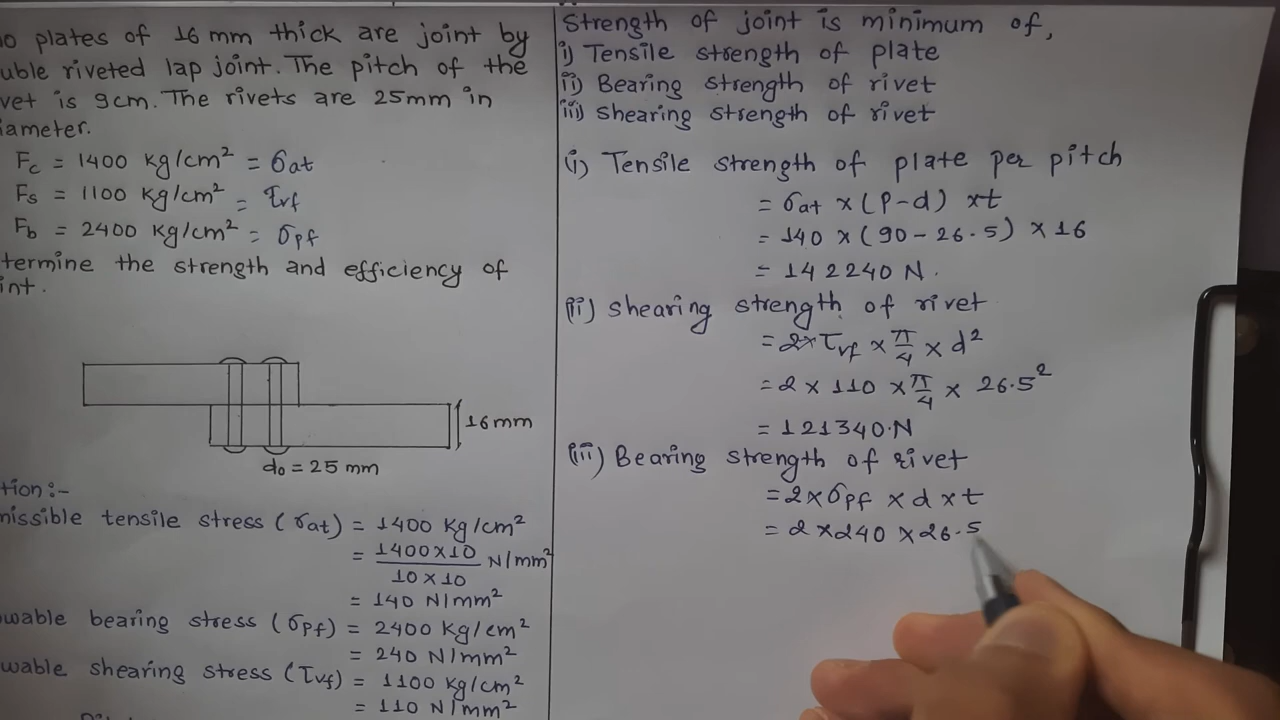 plates of 16 mm thick are joint by
riveted lap joint. The pitch of the
is 9cm. The rivets are 25mm in
iameter.
Fc = 1400 kg/cm² = σat
Fs = 1100 kg/cm² = τvf
Fb = 2400 kg/cm² = σpf
termine the strength and efficiency of
int.
16mm
do = 25 mm
tion:-
missible tensile stress (σat) = 1400 kg/cm²
= 1400×10 / 10×10 N/mm²
= 140 N/mm²
wable bearing stress (σpf) = 2400 kg/cm²
= 240 N/mm²
wable shearing stress (τvf) = 1100 kg/cm²
= 110 N/mm²
Strength of joint is minimum of,
i) Tensile strength of plate
ii) Bearing strength of rivet
iii) shearing strength of rivet
(i) Tensile strength of plate per pitch
= σat × (P-d) × t
= 140 × (90 - 26.5) × 16
= 142240 N.
(ii) shearing strength of rivet
= 2×τvf × π/4 × d²
= 2 × 110 × π/4 × 26.5²
= 121340.N
(iii) Bearing strength of rivet
= 2×σpf × d × t
= 2 ×240 ×26.5